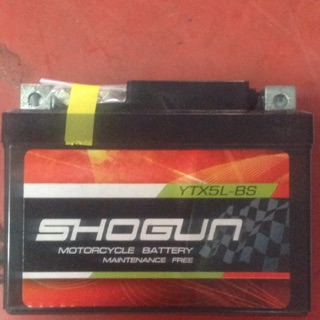 YTX5L-BS
SHOGUN
MOTORCYCLE BATTERY
MAINTENANCE FREE